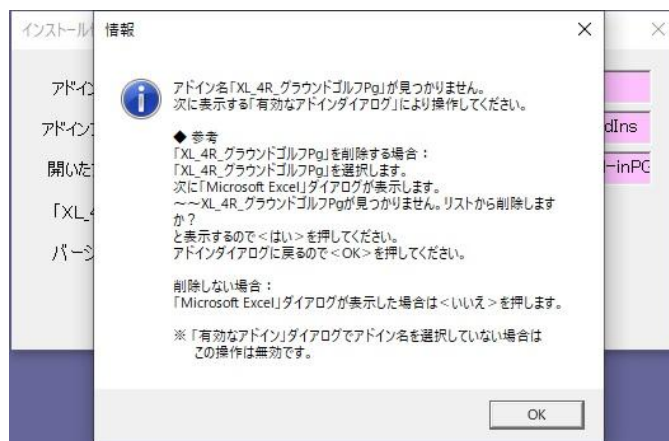 インストール
情報
アドイン名「XL_4R_グラウンドゴルフPg」が見つかりません。
次に表示する「有効なアドインダイアログ」により操作してください。
◆ 参考
「XL_4R_グラウンドゴルフPg」を削除する場合：
「XL_4R_グラウンドゴルフPg」を選択します。
次に「Microsoft Excel」ダイアログが表示します。
～～XL_4R_グラウンドゴルフPgが見つかりません。リストから削除します
か？
と表示するので＜はい＞を押してください。
アドインダイアログに戻るので＜OK＞を押してください。
削除しない場合：
「Microsoft Excel」ダイアログが表示した場合は＜いいえ＞を押します。
※「有効なアドイン」ダイアログでアドイン名を選択していない場合は
この操作は無効です。
OK
アドイン
アドイン
dIns
開いた
-inPG
「XL_4
バージ